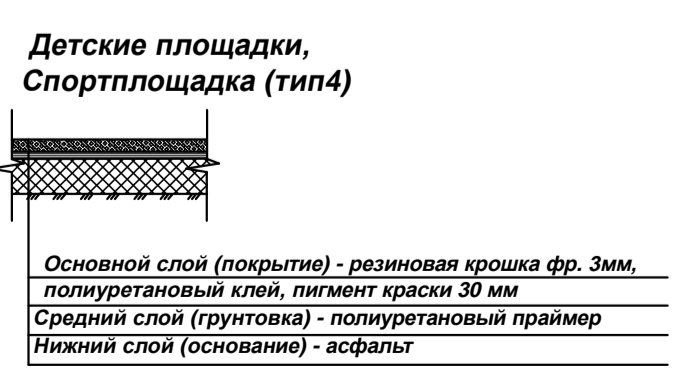 Детские площадки,
Спортплощадка (тип4)
Основной слой (покрытие) - резиновая крошка фр. 3мм,
полиуретановый клей, пигмент краски 30 мм
Средний слой (грунтовка) - полиуретановый праймер
Нижний слой (основание) - асфальт